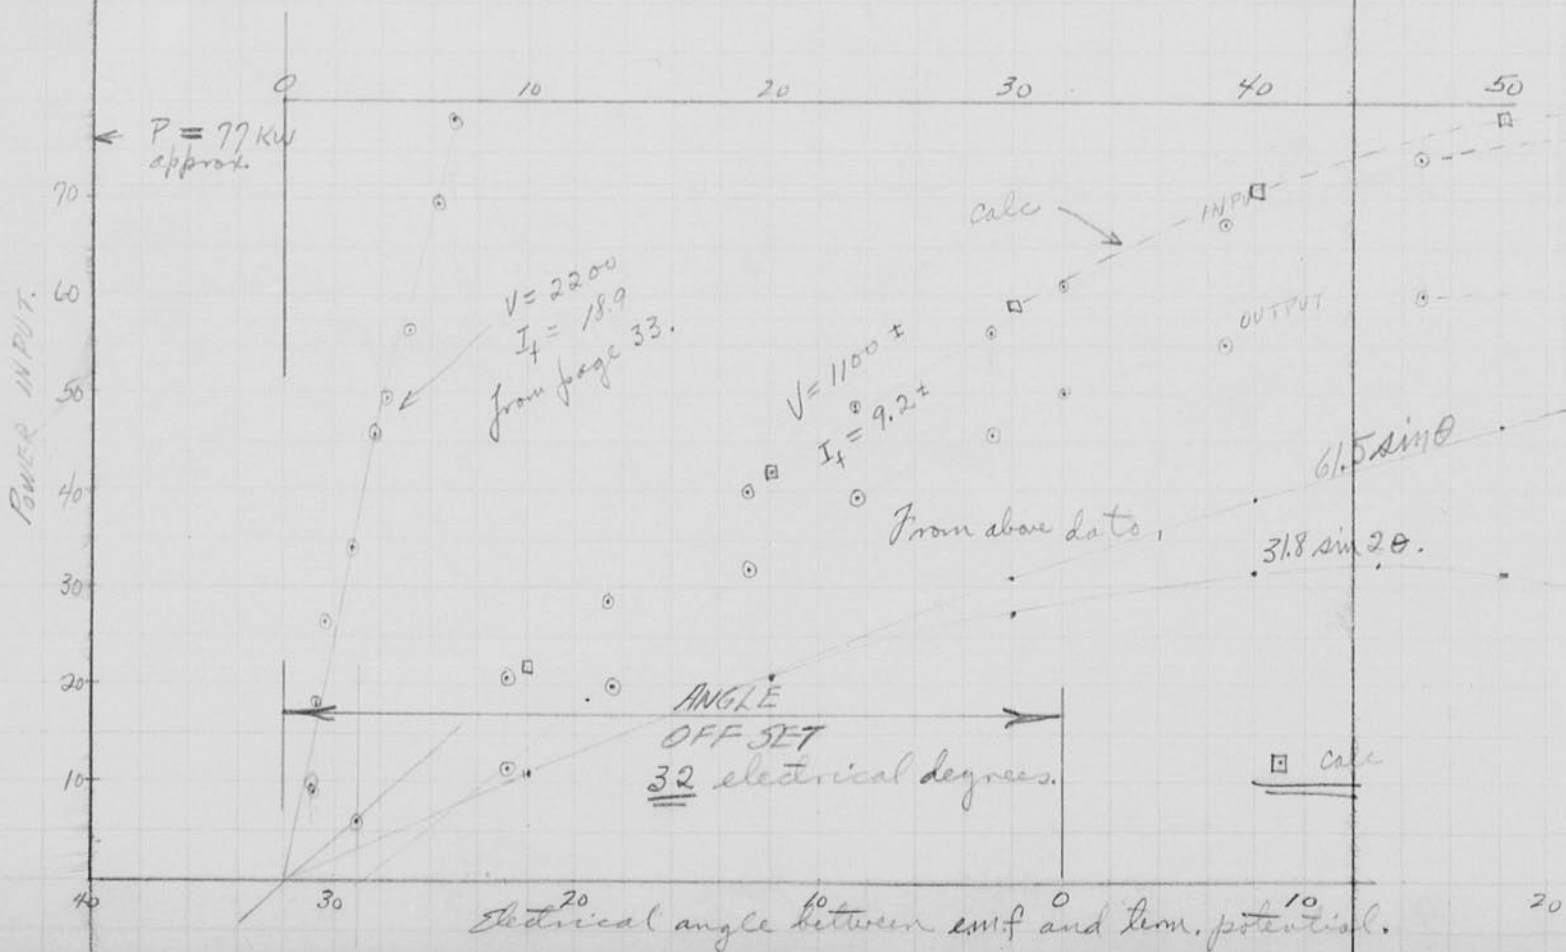 0 10 20 30 40 50
P = 77 KW
approx.
70
60
50
40
30
20
10
POWER INPUT.
V = 2200
I_f = 18.9
from page 33.
V = 1100 ±
I_f = 9.2 ±
calc
INPUT
OUTPUT
From above data,
61.5 sin θ
31.8 sin 2θ.
ANGLE
OFF SET
32 electrical degrees.
calc
40 30 20 10 0 10 20
Electrical angle between emf and term. potential.